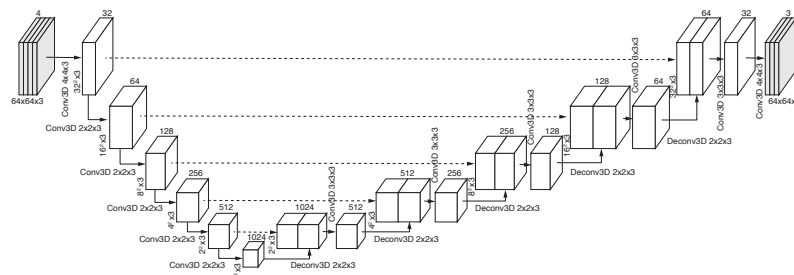 4
32
64x64x3
Conv3D 4x4x3
32²x3
Conv3D 2x2x3
64
16²x3
Conv3D 2x2x3
128
8²x3
Conv3D 2x2x3
256
4²x3
Conv3D 2x2x3
512
2²x3
Conv3D 2x2x3
1024
²x3
Deconv3D 2x2x3
1024
2²x3
Conv3D 3x3x3
512
Deconv3D 2x2x3
512
4²x3
Conv3D 3x3x3
256
Deconv3D 2x2x3
256
8²x3
Conv3D 3x3x3
128
Deconv3D 2x2x3
128
16²x3
Conv3D 3x3x3
64
Deconv3D 2x2x3
64
32²x3
Conv3D 3x3x3
32
Conv3D 4x4x3
3
64x64x3